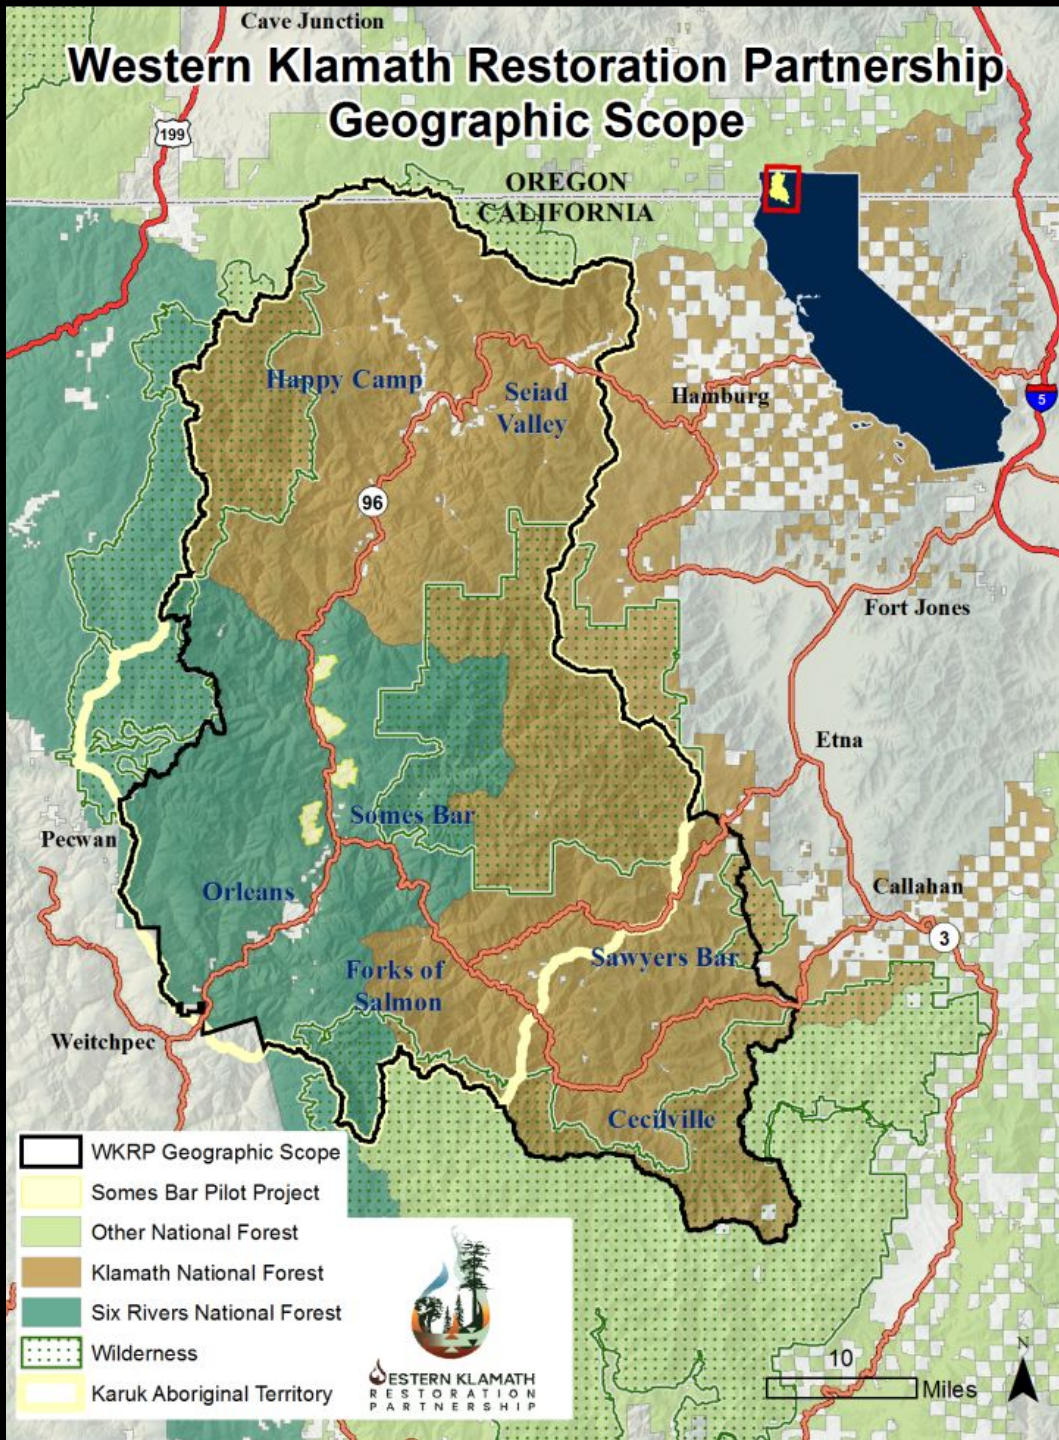 Cave Junction
Western Klamath Restoration Partnership
Geographic Scope
199
OREGON
CALIFORNIA
Happy Camp
Seiad
Valley
Hamburg
5
96
Fort Jones
Etna
Somes Bar
Pecwan
Orleans
Callahan
3
Sawyers Bar
Forks of
Salmon
Weitchpec
Cecilville
WKRP Geographic Scope
Somes Bar Pilot Project
Other National Forest
Klamath National Forest
Six Rivers National Forest
Wilderness
Karuk Aboriginal Territory
WESTERN KLAMATH
RESTORATION
PARTNERSHIP
N
10
Miles